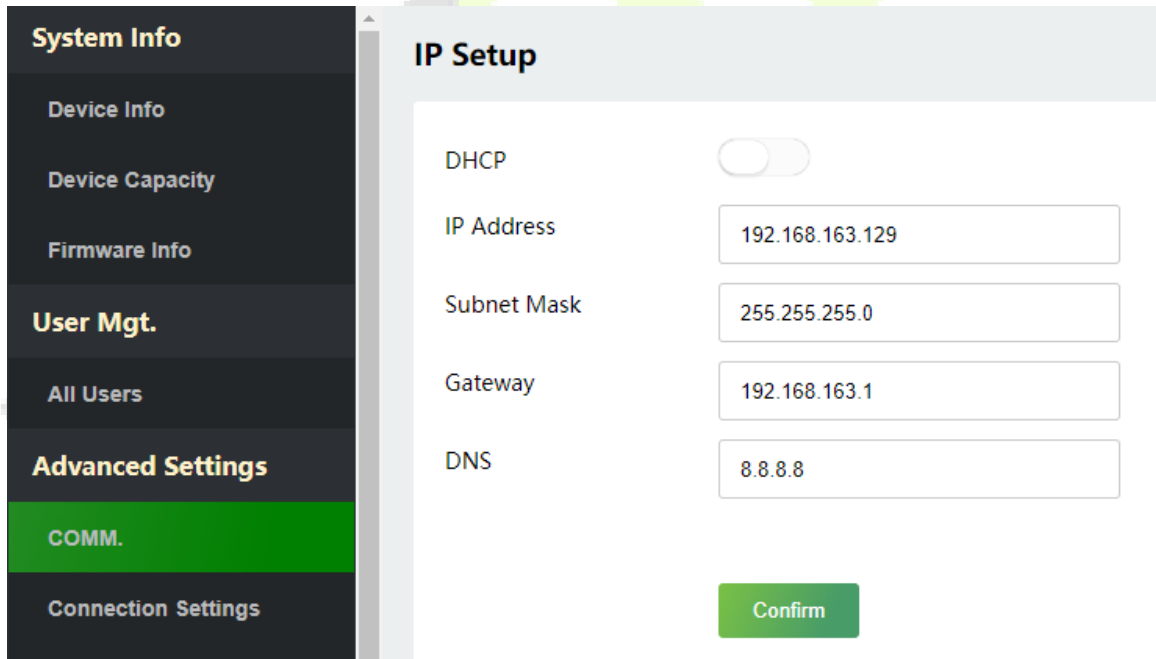 System Info
Device Info
Device Capacity
Firmware Info
User Mgt.
All Users
Advanced Settings
COMM.
Connection Settings
IP Setup
DHCP
IP Address 192.168.163.129
Subnet Mask 255.255.255.0
Gateway 192.168.163.1
DNS 8.8.8.8
Confirm